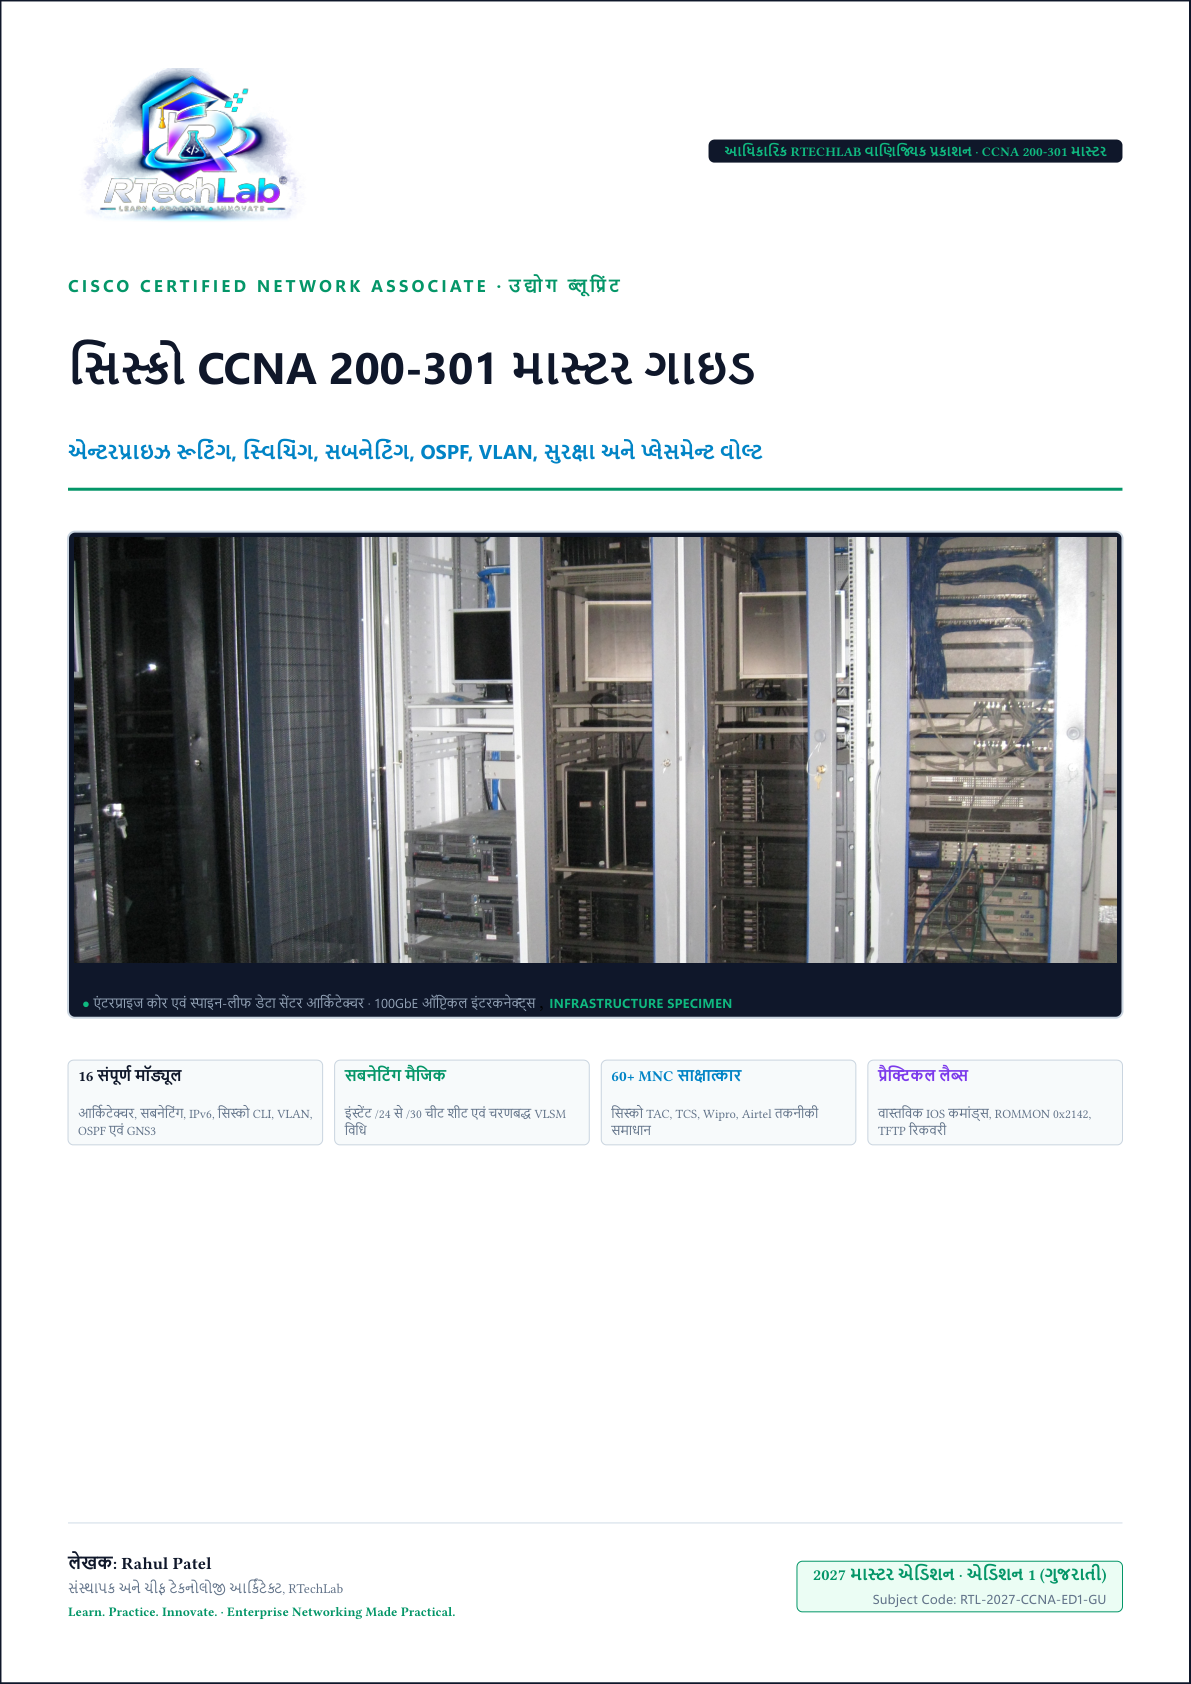 RTechLab
આધિકારિક RTECHLAB વાણિજ્યિક પ્રકાશન · CCNA 200-301 માસ્ટર
CISCO CERTIFIED NETWORK ASSOCIATE · उद्योग ब्लूप्रिंट
સિસ્કો CCNA 200-301 માસ્ટર ગાઇડ
એન્ટરપ્રાઇઝ રૂટિંગ, સ્વિચિંગ, સબનેટિંગ, OSPF, VLAN, સુરક્ષા અને પ્લેસમેન્ટ વોલ્ટ
● एंटरप्राइज कोर एवं स्पाइन-लीफ डेटा सेंटर आर्किटेक्चर · 100GbE ऑप्टिकल इंटरकनेक्ट्स INFRASTRUCTURE SPECIMEN
16 संपूर्ण मॉड्यूल
आर्किटेक्चर, सबनेटिंग, IPv6, सिस्को CLI, VLAN,
OSPF एवं GNS3
सबनेटिंग मैजिक
इंस्टेंट /24 से /30 चीट शीट एवं चरणबद्ध VLSM
विधि
60+ MNC साक्षात्कार
सिस्को TAC, TCS, Wipro, Airtel तकनीकी
समाधान
प्रैक्टिकल लैब्स
वास्तविक IOS कमांड्स, ROMMON 0x2142,
TFTP रिकवरी
लेखक: Rahul Patel
સંસ્થાપક અને ચીફ ટેકનોલોજી આર્કિટેક્ટ, RTechLab
Learn. Practice. Innovate. · Enterprise Networking Made Practical.
2027 માસ્ટર એડિશન · એડિશન 1 (ગુજરાતી)
Subject Code: RTL-2027-CCNA-ED1-GU